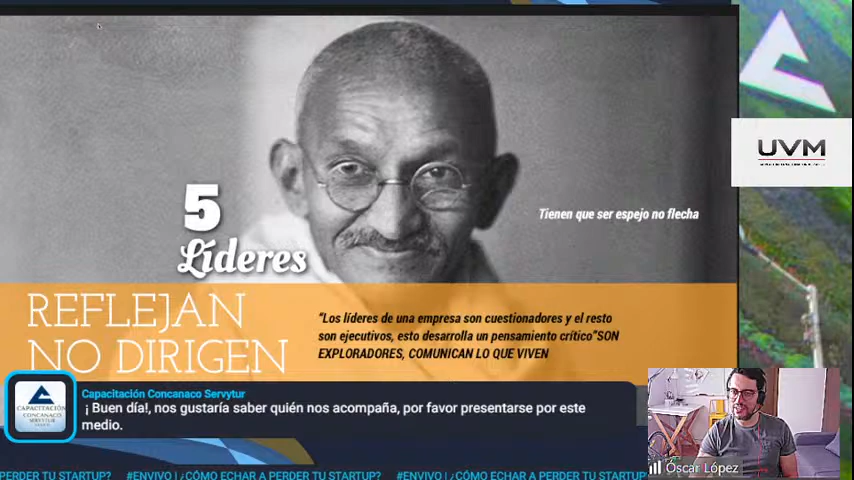 UVM
5
Líderes
Tienen que ser espejo no flecha
REFLEJAN
NO DIRIGEN
“Los líderes de una empresa son cuestionadores y el resto
son ejecutivos, esto desarrolla un pensamiento crítico”SON
EXPLORADORES, COMUNICAN LO QUE VIVEN
CAPACITACIÓN
CONCANACO
SERVYTUR
Capacitación Concanaco Servytur
¡ Buen día!, nos gustaría saber quién nos acompaña, por favor presentarse por este
medio.
Óscar López
PERDER TU STARTUP? #ENVIVO | ¿CÓMO ECHAR A PERDER TU STARTUP? #ENVIVO | ¿CÓMO ECHAR A PERDER TU STARTUP?